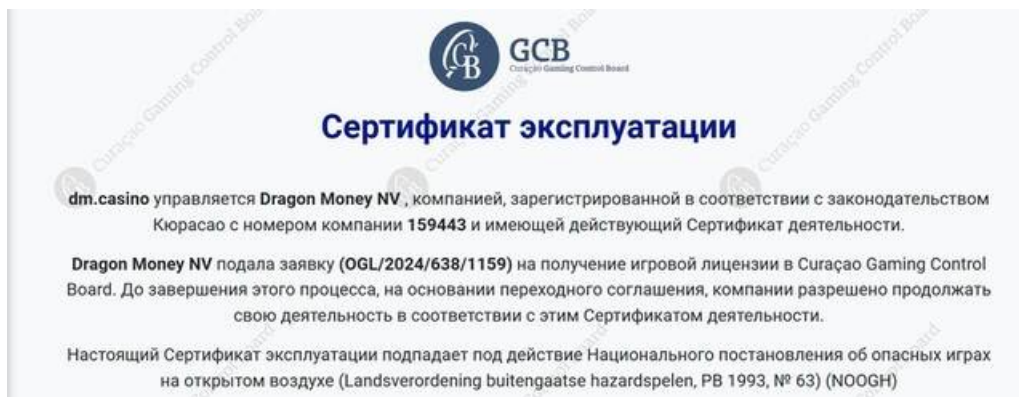 GCB
Curaçao Gaming Control Board
Сертификат эксплуатации
dm.casino управляется Dragon Money NV , компанией, зарегистрированной в соответствии с законодательством
Кюрасао с номером компании 159443 и имеющей действующий Сертификат деятельности.
Dragon Money NV подала заявку (OGL/2024/638/1159) на получение игровой лицензии в Curaçao Gaming Control
Board. До завершения этого процесса, на основании переходного соглашения, компании разрешено продолжать
свою деятельность в соответствии с этим Сертификатом деятельности.
Настоящий Сертификат эксплуатации подпадает под действие Национального постановления об опасных играх
на открытом воздухе (Landsverordening buitengaatse hazardspelen, PB 1993, № 63) (NOOGH)